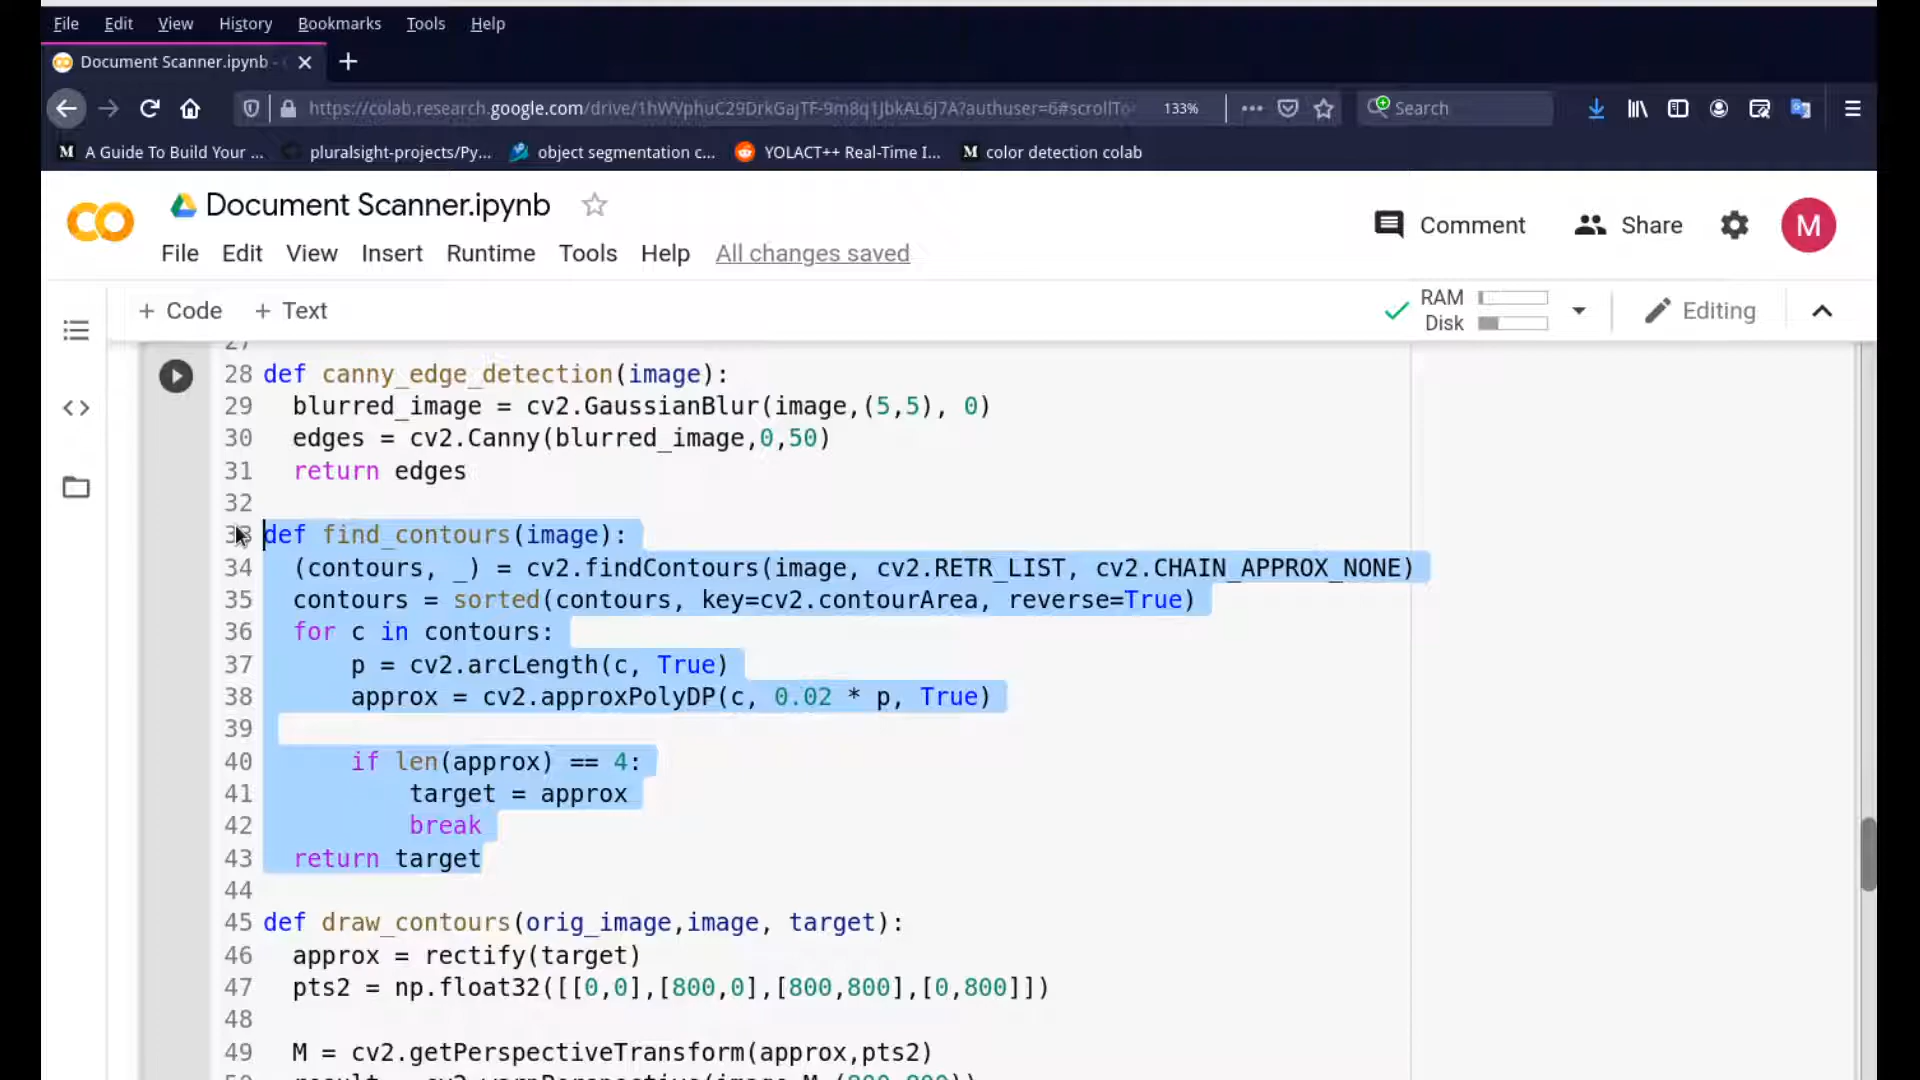 File Edit View History Bookmarks Tools Help
Document Scanner.ipynb -
https://colab.research.google.com/drive/1hWVphuC29DrkGajTF-9m8q1JbkAL6J7A?authuser=6#scrollTo 133% Search
M A Guide To Build Your ... pluralsight-projects/Py... object segmentation c... YOLACT++ Real-Time I... M color detection colab
Document Scanner.ipynb
Comment Share M
File Edit View Insert Runtime Tools Help All changes saved
+ Code + Text RAM Disk Editing
27
28 def canny_edge_detection(image):
29 blurred_image = cv2.GaussianBlur(image,(5,5), 0)
30 edges = cv2.Canny(blurred_image,0,50)
31 return edges
32
33 def find_contours(image):
34 (contours, _) = cv2.findContours(image, cv2.RETR_LIST, cv2.CHAIN_APPROX_NONE)
35 contours = sorted(contours, key=cv2.contourArea, reverse=True)
36 for c in contours:
37 p = cv2.arcLength(c, True)
38 approx = cv2.approxPolyDP(c, 0.02 * p, True)
39
40 if len(approx) == 4:
41 target = approx
42 break
43 return target
44
45 def draw_contours(orig_image,image, target):
46 approx = rectify(target)
47 pts2 = np.float32([[0,0],[800,0],[800,800],[0,800]])
48
49 M = cv2.getPerspectiveTransform(approx,pts2)
50 result = cv2.warpPerspective(image,M,(800,800))